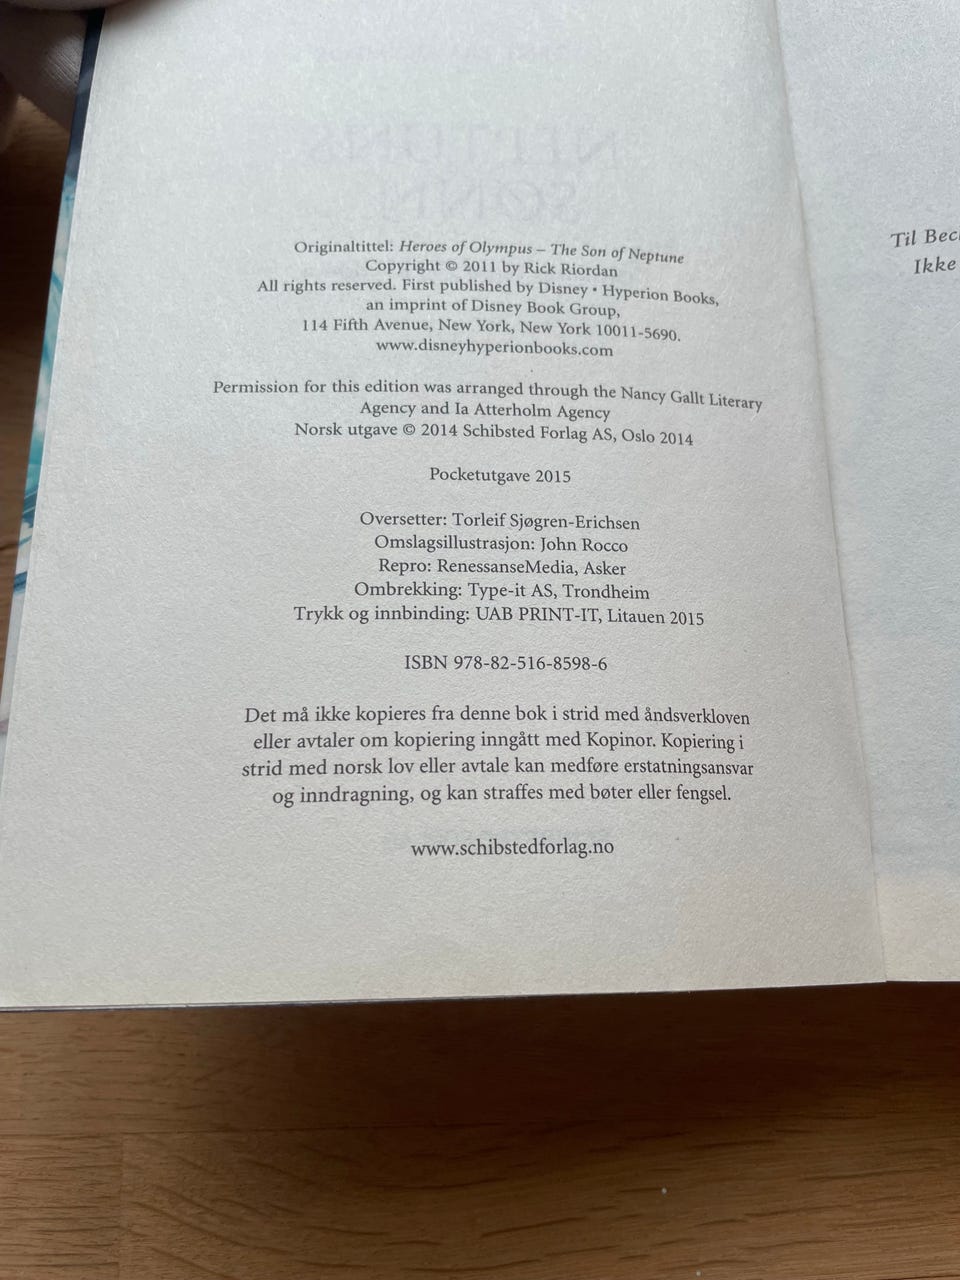 Originaltittel: Heroes of Olympus – The Son of Neptune
Copyright © 2011 by Rick Riordan
All rights reserved. First published by Disney • Hyperion Books,
an imprint of Disney Book Group,
114 Fifth Avenue, New York, New York 10011-5690.
www.disneyhyperionbooks.com
Permission for this edition was arranged through the Nancy Gallt Literary
Agency and Ia Atterholm Agency
Norsk utgave © 2014 Schibsted Forlag AS, Oslo 2014
Pocketutgave 2015
Oversetter: Torleif Sjøgren-Erichsen
Omslagsillustrasjon: John Rocco
Repro: RenessanseMedia, Asker
Ombrekking: Type-it AS, Trondheim
Trykk og innbinding: UAB PRINT-IT, Litauen 2015
ISBN 978-82-516-8598-6
Det må ikke kopieres fra denne bok i strid med åndsverkloven
eller avtaler om kopiering inngått med Kopinor. Kopiering i
strid med norsk lov eller avtale kan medføre erstatningsansvar
og inndragning, og kan straffes med bøter eller fengsel.
www.schibstedforlag.no
Til
Ikke